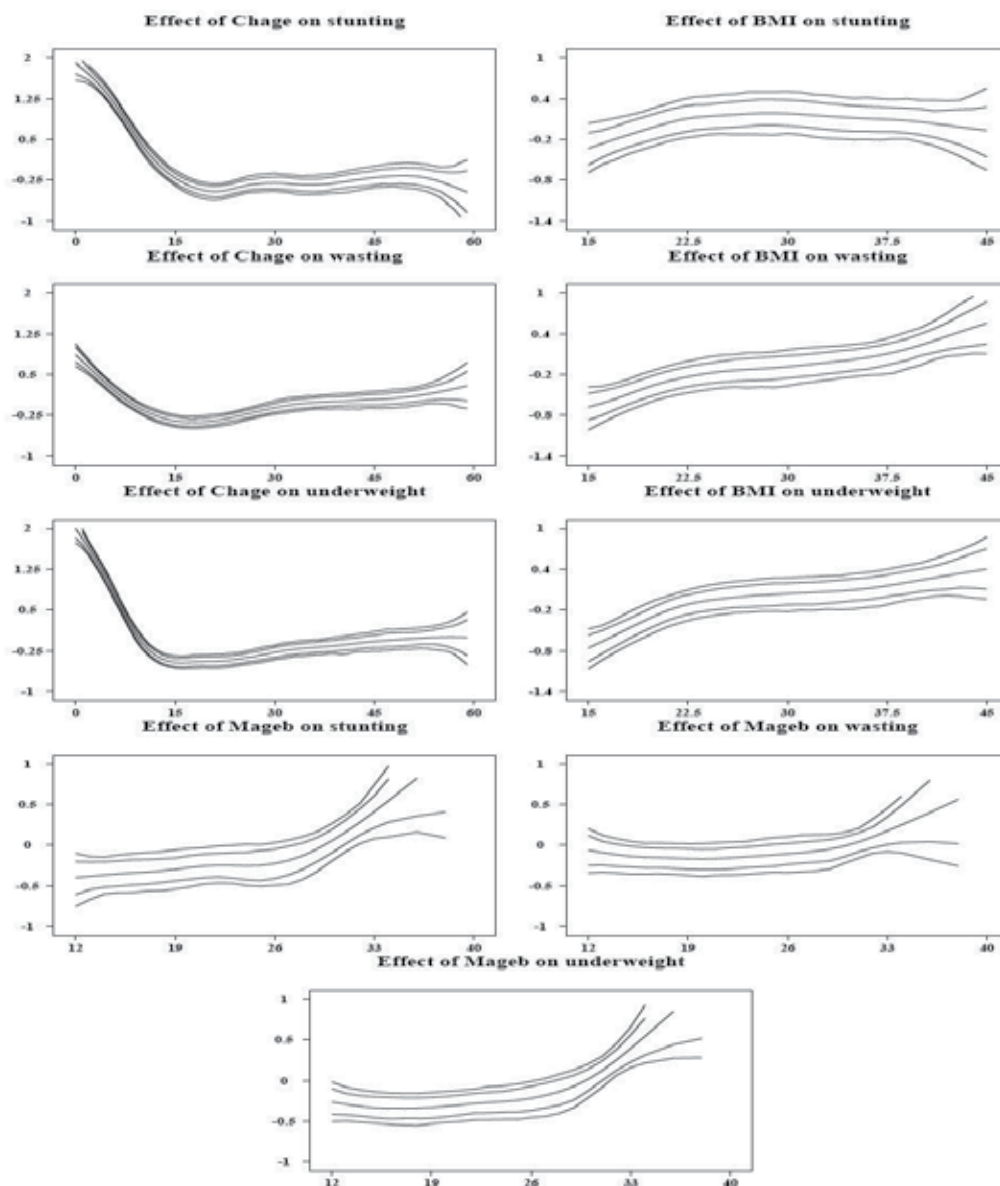 Effect of Chage on stunting
2
1.25
0.5
-0.25
-1
0 15 30 45 60
Effect of BMI on stunting
1
0.4
-0.2
-0.8
-1.4
15 22.5 30 37.5 45
Effect of Chage on wasting
2
1.25
0.5
-0.25
-1
0 15 30 45 60
Effect of BMI on wasting
1
0.4
-0.2
-0.8
-1.4
15 22.5 30 37.5 45
Effect of Chage on underweight
2
1.25
0.5
-0.25
-1
0 15 30 45 60
Effect of BMI on underweight
1
0.4
-0.2
-0.8
-1.4
15 22.5 30 37.5 45
Effect of Mageb on stunting
1
0.5
0
-0.5
-1
12 19 26 33 40
Effect of Mageb on wasting
1
0.5
0
-0.5
-1
12 19 26 33 40
Effect of Mageb on underweight
1
0.5
0
-0.5
-1
12 19 26 33 40